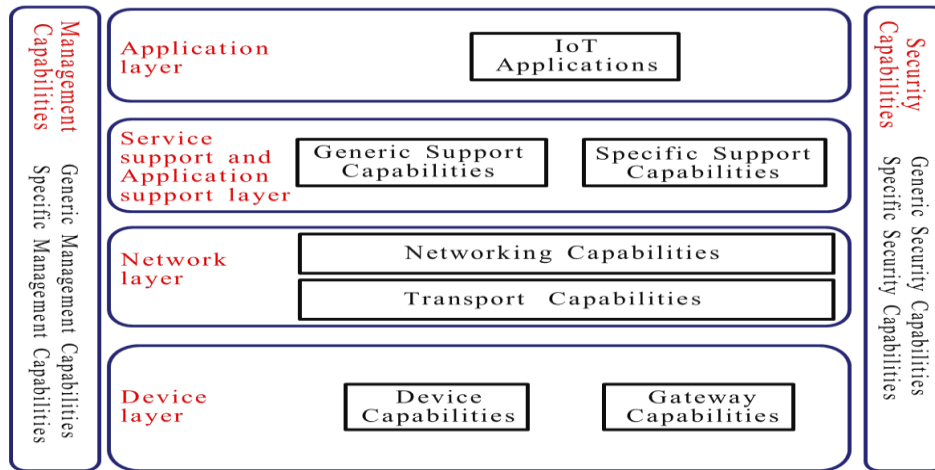 Management
Capabilities
Generic Management Capabilities
Specific Management Capabilities
Application
layer
IoT
Applications
Service
support and
Application
support layer
Generic Support
Capabilities
Specific Support
Capabilities
Network
layer
Networking Capabilities
Transport Capabilities
Device
layer
Device
Capabilities
Gateway
Capabilities
Security
Capabilities
Generic Security Capabilities
Specific Security Capabilities